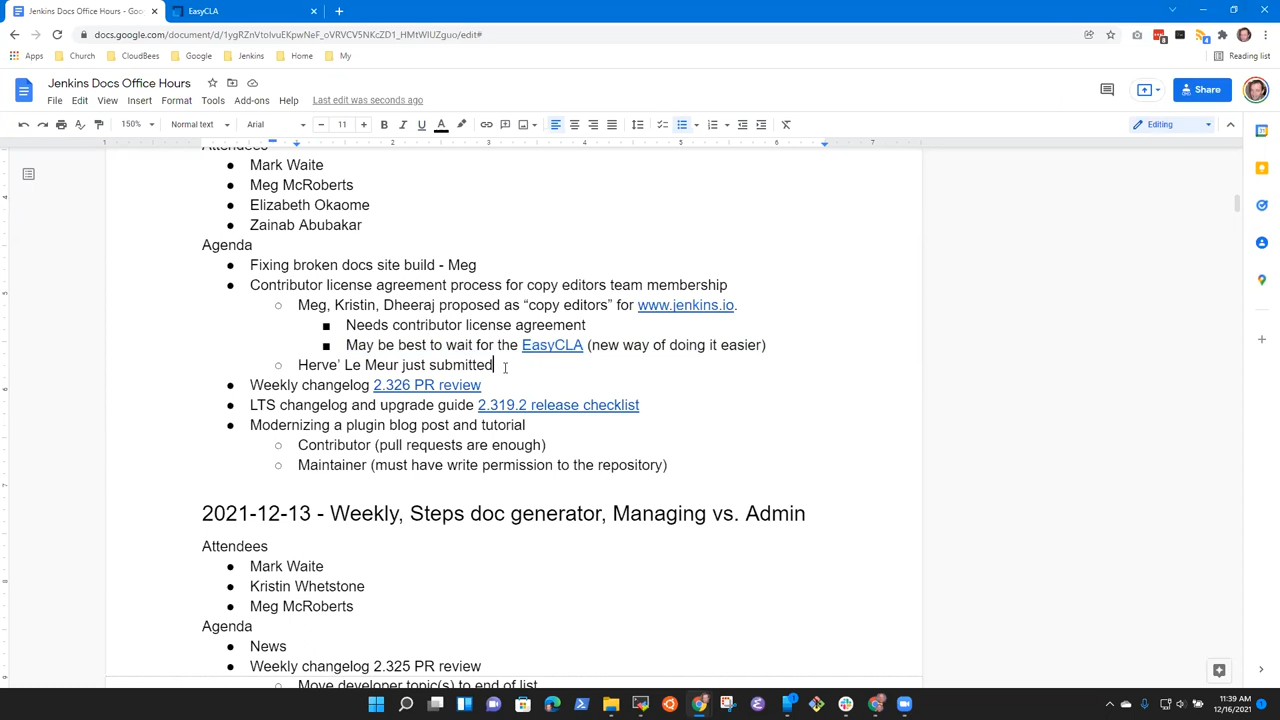 Jenkins Docs Office Hours - Goo
EasyCLA
docs.google.com/document/d/1ygRZnVtoIvuEKpwNeF_oVRVCV5NKcZD1_HMtWIUZguo/edit#
Apps
Church
CloudBees
Google
Jenkins
Home
My
Reading list
Jenkins Docs Office Hours
File Edit View Insert Format Tools Add-ons Help Last edit was seconds ago
Share
150% Normal text Arial 11 Editing
1 1 2 3 4 5 6 7
Attendees
Mark Waite
Meg McRoberts
Elizabeth Okaome
Zainab Abubakar
Agenda
Fixing broken docs site build - Meg
Contributor license agreement process for copy editors team membership
Meg, Kristin, Dheeraj proposed as “copy editors” for www.jenkins.io.
Needs contributor license agreement
May be best to wait for the EasyCLA (new way of doing it easier)
Herve’ Le Meur just submitted
Weekly changelog 2.326 PR review
LTS changelog and upgrade guide 2.319.2 release checklist
Modernizing a plugin blog post and tutorial
Contributor (pull requests are enough)
Maintainer (must have write permission to the repository)
2021-12-13 - Weekly, Steps doc generator, Managing vs. Admin
Attendees
Mark Waite
Kristin Whetstone
Meg McRoberts
Agenda
News
Weekly changelog 2.325 PR review
Move developer topic(s) to end of list
11:39 AM
12/16/2021